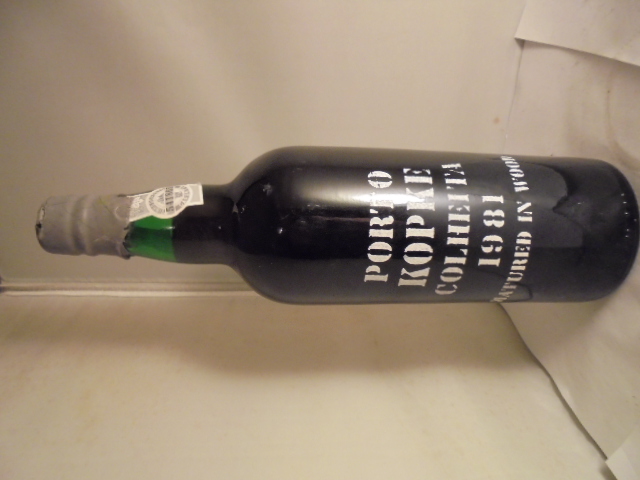 PORTO
KOPKE
COLHEITA
1981
MATURED IN WOOD